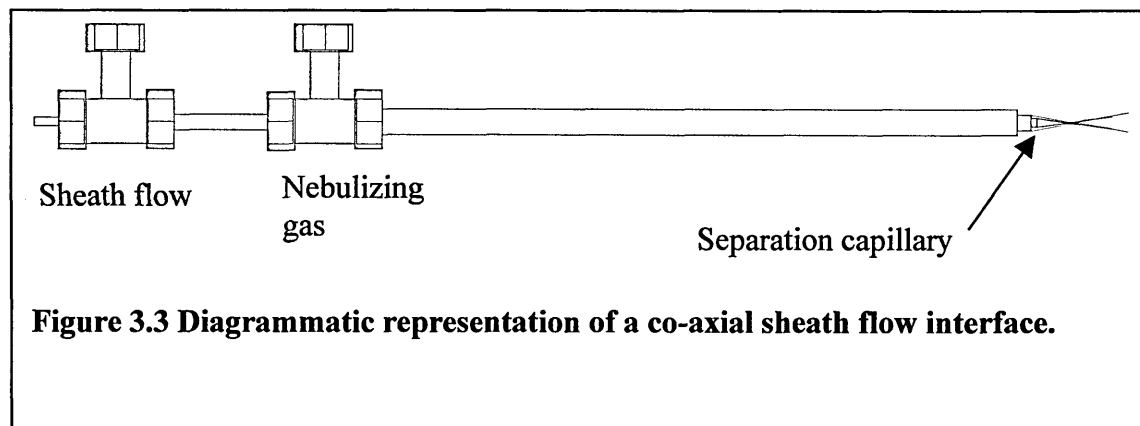 Sheath flow
Nebulizing
gas
Separation capillary
Figure 3.3 Diagrammatic representation of a co-axial sheath flow interface.